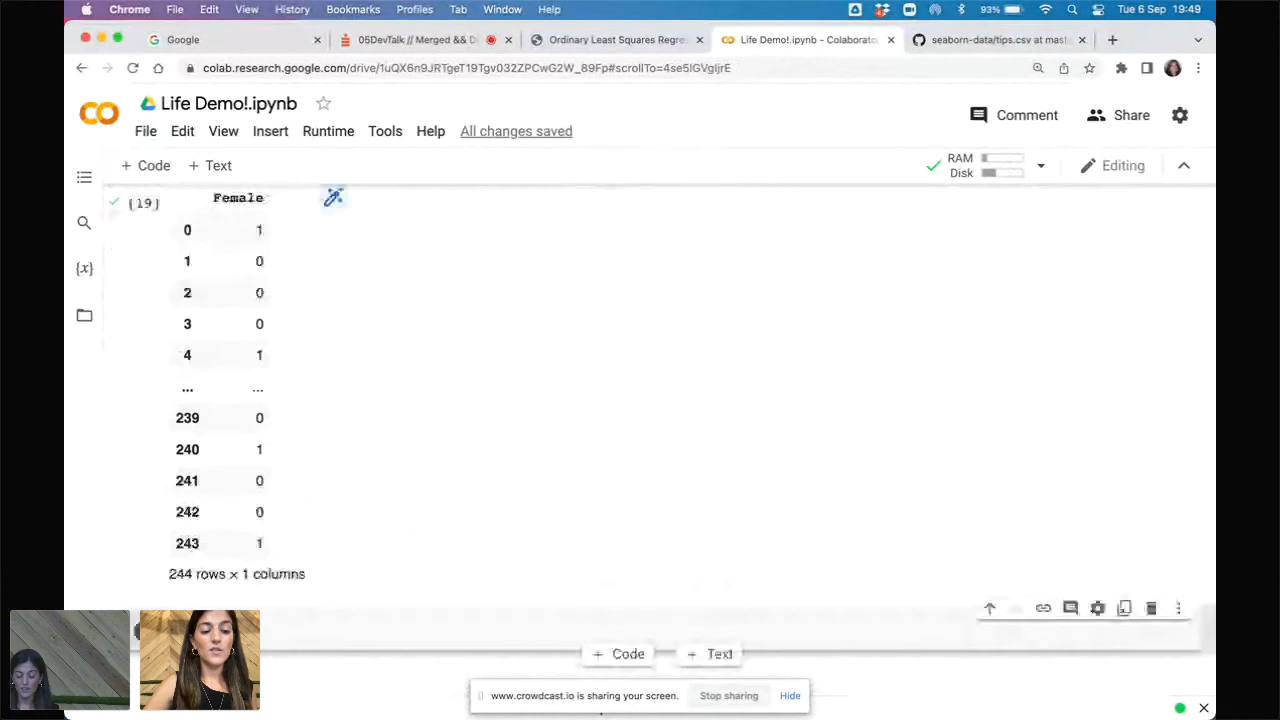 Chrome File Edit View History Bookmarks Profiles Tab Window Help 93% Tue 6 Sep 19:49
Google 05DevTalk // Merged && D Ordinary Least Squares Regre Life Demo!.ipynb - Colaborato seaborn-data/tips.csv at mast
colab.research.google.com/drive/1uQX6n9JRTgeT19Tgv032ZPCwG2W_89Fp#scrollTo=4se5IGVgljrE
Life Demo!.ipynb
Comment Share
File Edit View Insert Runtime Tools Help All changes saved
+ Code + Text RAM Disk Editing
[19] Female
0 1
1 0
2 0
3 0
4 1
... ...
239 0
240 1
241 0
242 0
243 1
244 rows × 1 columns
+ Code + Text
www.crowdcast.io is sharing your screen. Stop sharing Hide